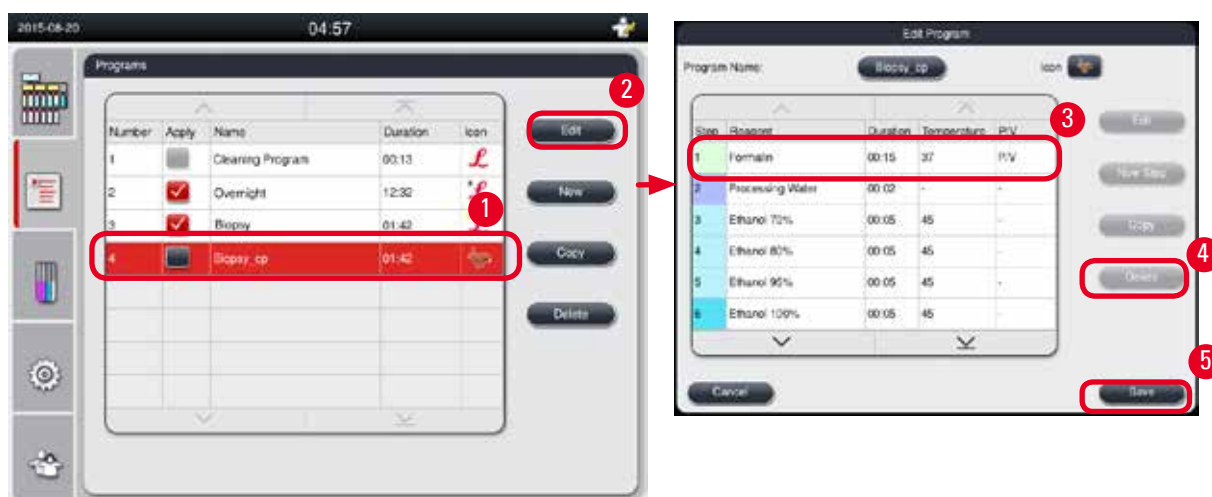 2015-08-20 04:57
Programs
Number Apply Name Duration Icon
1 Cleaning Program 00:13
2 Overnight 12:32
3 Biopsy 01:42
4 Biopsy_cp 01:42
Edit
New
Copy
Delete
1
2
Edit Program
Program Name: Biopsy_cp Icon
Step Reagent Duration Temperature P/V
1 Formalin 00:15 37 P/V
2 Processing Water 00:02 - -
3 Ethanol 70% 00:05 45 -
4 Ethanol 80% 00:05 45 -
5 Ethanol 95% 00:05 45 -
6 Ethanol 100% 00:05 45 -
Edit
New Step
Copy
Delete
Cancel
Save
3
4
5